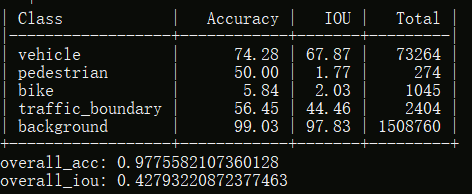 | Class | Accuracy | IOU | Total |
|------------------|----------|-------|---------|
| vehicle | 74.28 | 67.87 | 73264 |
| pedestrian | 50.00 | 1.77 | 274 |
| bike | 5.84 | 2.03 | 1045 |
| traffic_boundary | 56.45 | 44.46 | 2404 |
| background | 99.03 | 97.83 | 1508760 |
+------------------+----------+-------+---------+
overall_acc: 0.9775582107360128
overall_iou: 0.42793220872377463